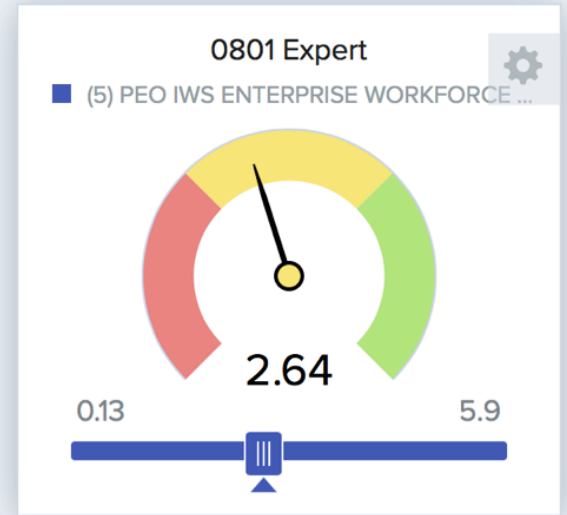 0801 Expert
(5) PEO IWS ENTERPRISE WORKFORCE ...
2.64
0.13 5.9